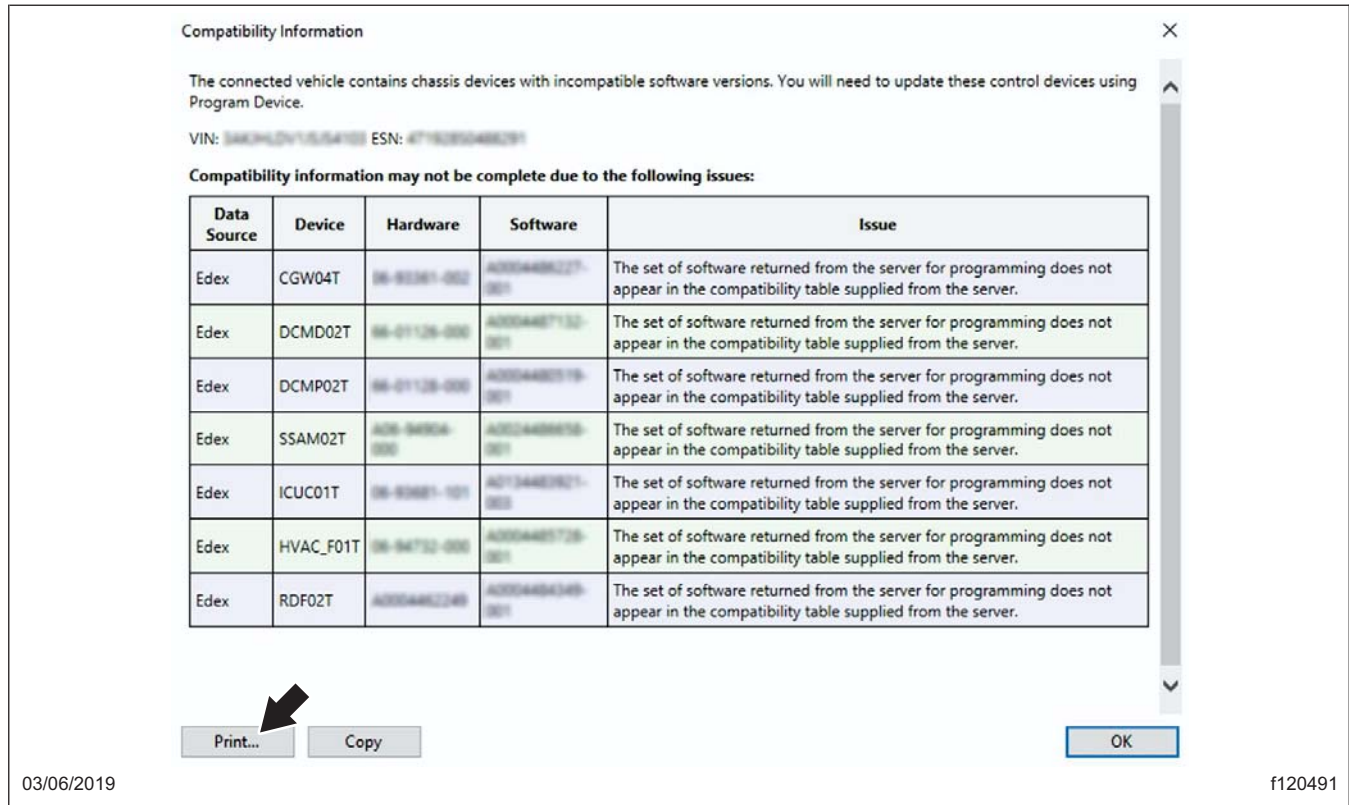 Compatibility Information
The connected vehicle contains chassis devices with incompatible software versions. You will need to update these control devices using
Program Device.
VIN: ESN:
Compatibility information may not be complete due to the following issues:
Data Source Device Hardware Software Issue
Edex CGW04T The set of software returned from the server for programming does not
appear in the compatibility table supplied from the server.
Edex DCMD02T The set of software returned from the server for programming does not
appear in the compatibility table supplied from the server.
Edex DCMP02T The set of software returned from the server for programming does not
appear in the compatibility table supplied from the server.
Edex SSAM02T The set of software returned from the server for programming does not
appear in the compatibility table supplied from the server.
Edex ICUC01T The set of software returned from the server for programming does not
appear in the compatibility table supplied from the server.
Edex HVAC_F01T The set of software returned from the server for programming does not
appear in the compatibility table supplied from the server.
Edex RDF02T The set of software returned from the server for programming does not
appear in the compatibility table supplied from the server.
Print... Copy OK
03/06/2019 f120491